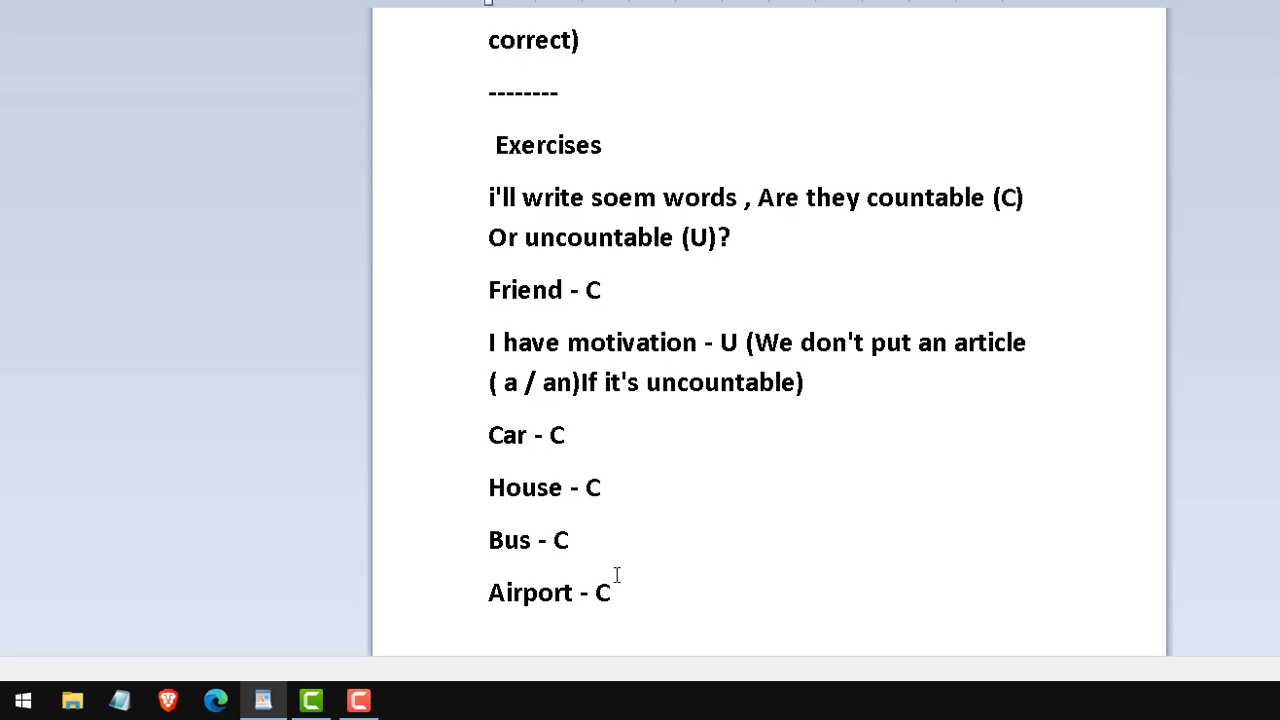 correct)
--------
Exercises
i'll write soem words , Are they countable (C)
Or uncountable (U)?
Friend - C
I have motivation - U (We don't put an article
( a / an)If it's uncountable)
Car - C
House - C
Bus - C
Airport - C